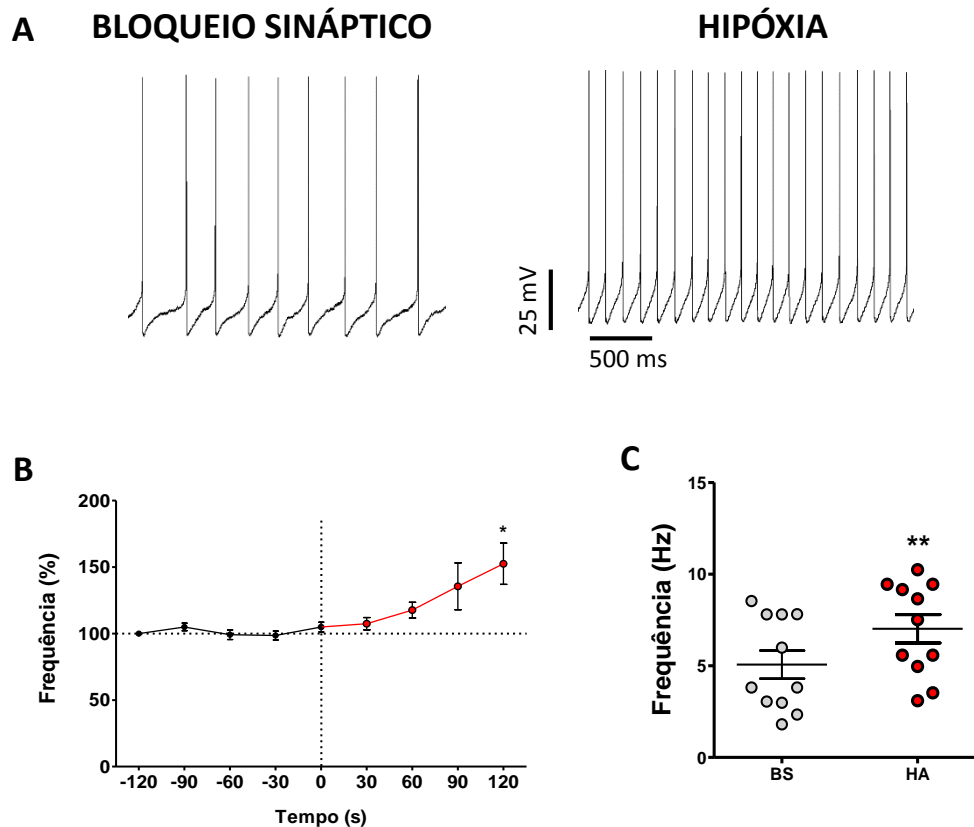 A
BLOQUEIO SINÁPTICO
HIPÓXIA
25 mV
500 ms
B
200
150
100
50
0
Frequência (%)
*
-120 -90 -60 -30 0 30 60 90 120
Tempo (s)
C
15
10
5
0
Frequência (Hz)
**
BS HA